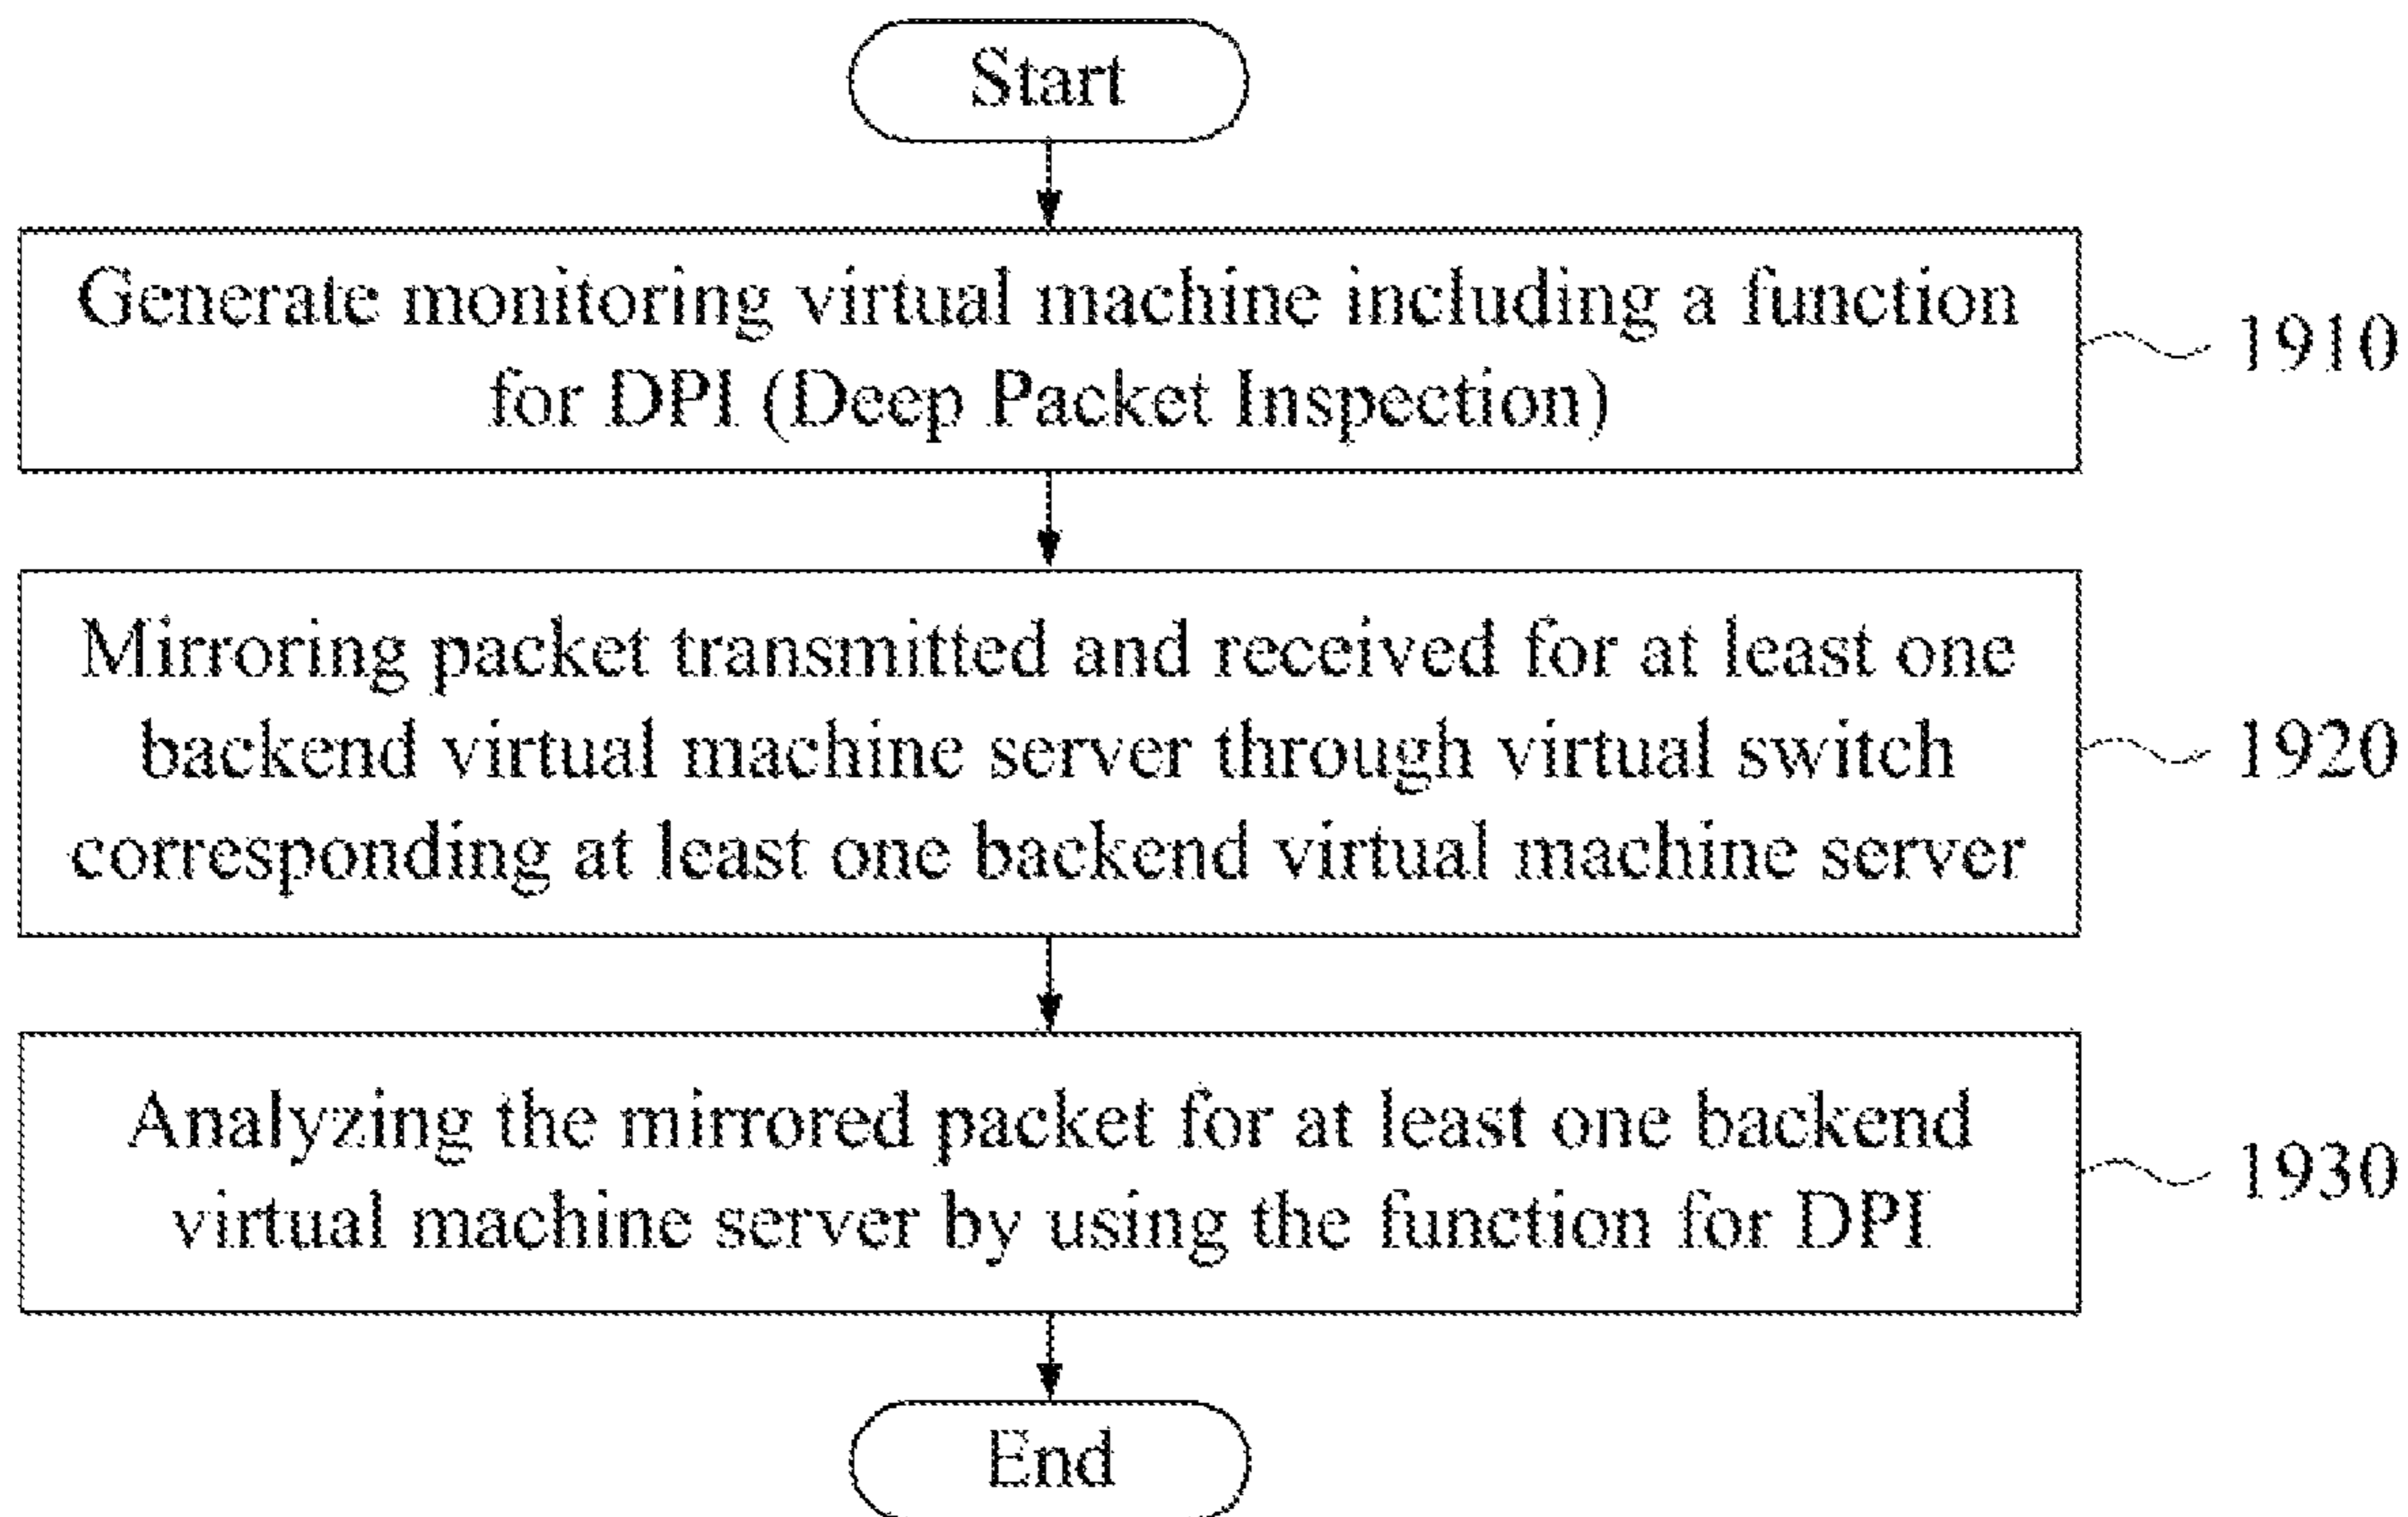 Start
Generate monitoring virtual machine including a function
for DPI (Deep Packet Inspection)
1910
Mirroring packet transmitted and received for at least one
backend virtual machine server through virtual switch
corresponding at least one backend virtual machine server
1920
Analyzing the mirrored packet for at least one backend
virtual machine server by using the function for DPI
1930
End